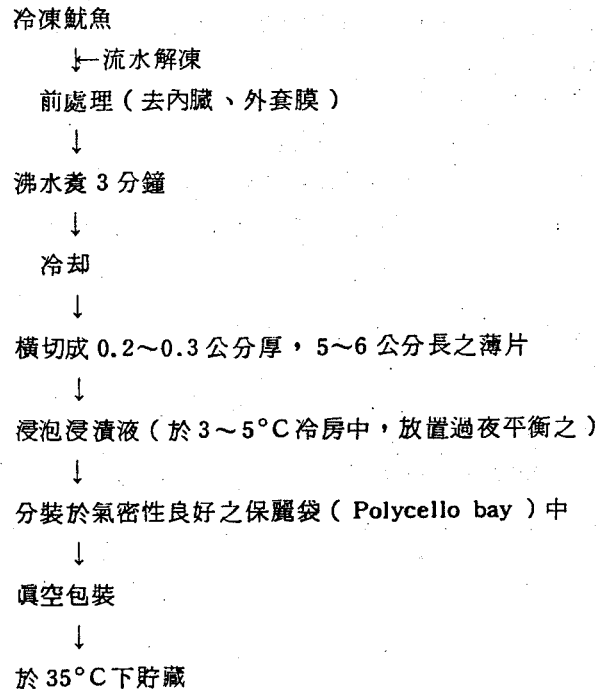 冷凍魷魚
↓←流水解凍
前處理(去內臟、外套膜)
↓
沸水煮 3 分鐘
↓
冷却
↓
橫切成 0.2～0.3 公分厚，5～6 公分長之薄片
↓
浸泡浸漬液(於 3～5°C 冷房中，放置過夜平衡之)
↓
分裝於氣密性良好之保麗袋( Polycello bay )中
↓
眞空包裝
↓
於 35°C 下貯藏